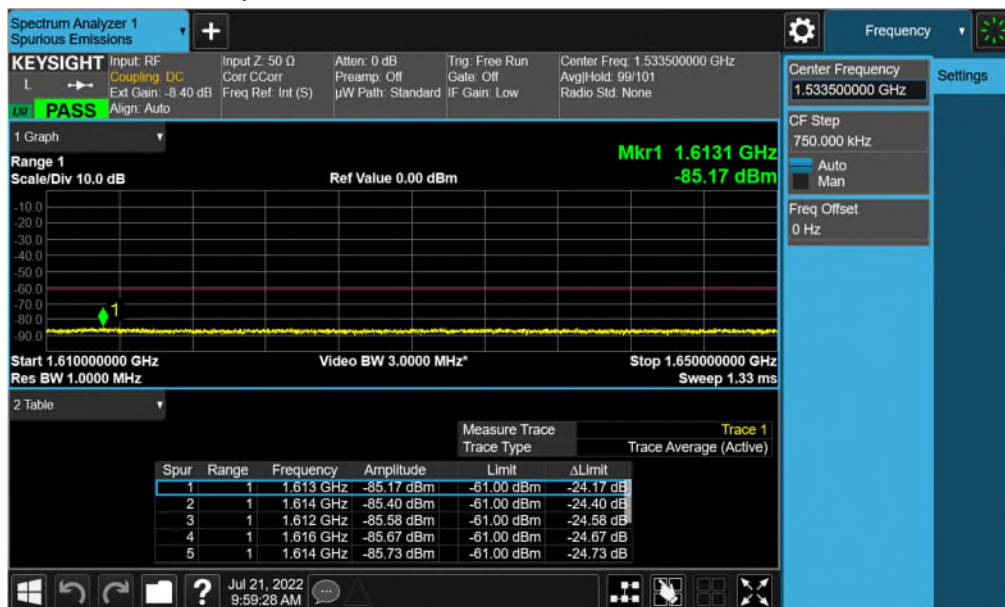 Spectrum Analyzer 1
Spurious Emissions
+
Frequency
KEYSIGHT Input: RF Input Z: 50 Ω Atten: 0 dB Trig: Free Run Center Freq: 1.533500000 GHz
L Coupling: DC Corr CCorr Preamp: Off Gate: Off Avg|Hold: 99/101
Ext Gain: -8.40 dB Freq Ref: Int (S) µW Path: Standard IF Gain: Low Radio Std: None
LXI PASS Align: Auto
Center Frequency
1.533500000 GHz
Settings
CF Step
750.000 kHz
Auto
Man
Freq Offset
0 Hz
1 Graph
Range 1
Mkr1 1.6131 GHz
Scale/Div 10.0 dB Ref Value 0.00 dBm -85.17 dBm
-10.0
-20.0
-30.0
-40.0
-50.0
-60.0
-70.0
1
-80.0
-90.0
Start 1.610000000 GHz Video BW 3.0000 MHz* Stop 1.650000000 GHz
Res BW 1.0000 MHz Sweep 1.33 ms
2 Table
Measure Trace Trace 1
Trace Type Trace Average (Active)
Spur Range Frequency Amplitude Limit ΔLimit
1 1 1.613 GHz -85.17 dBm -61.00 dBm -24.17 dB
2 1 1.614 GHz -85.40 dBm -61.00 dBm -24.40 dB
3 1 1.612 GHz -85.58 dBm -61.00 dBm -24.58 dB
4 1 1.616 GHz -85.67 dBm -61.00 dBm -24.67 dB
5 1 1.614 GHz -85.73 dBm -61.00 dBm -24.73 dB
? Jul 21, 2022
9:59:28 AM